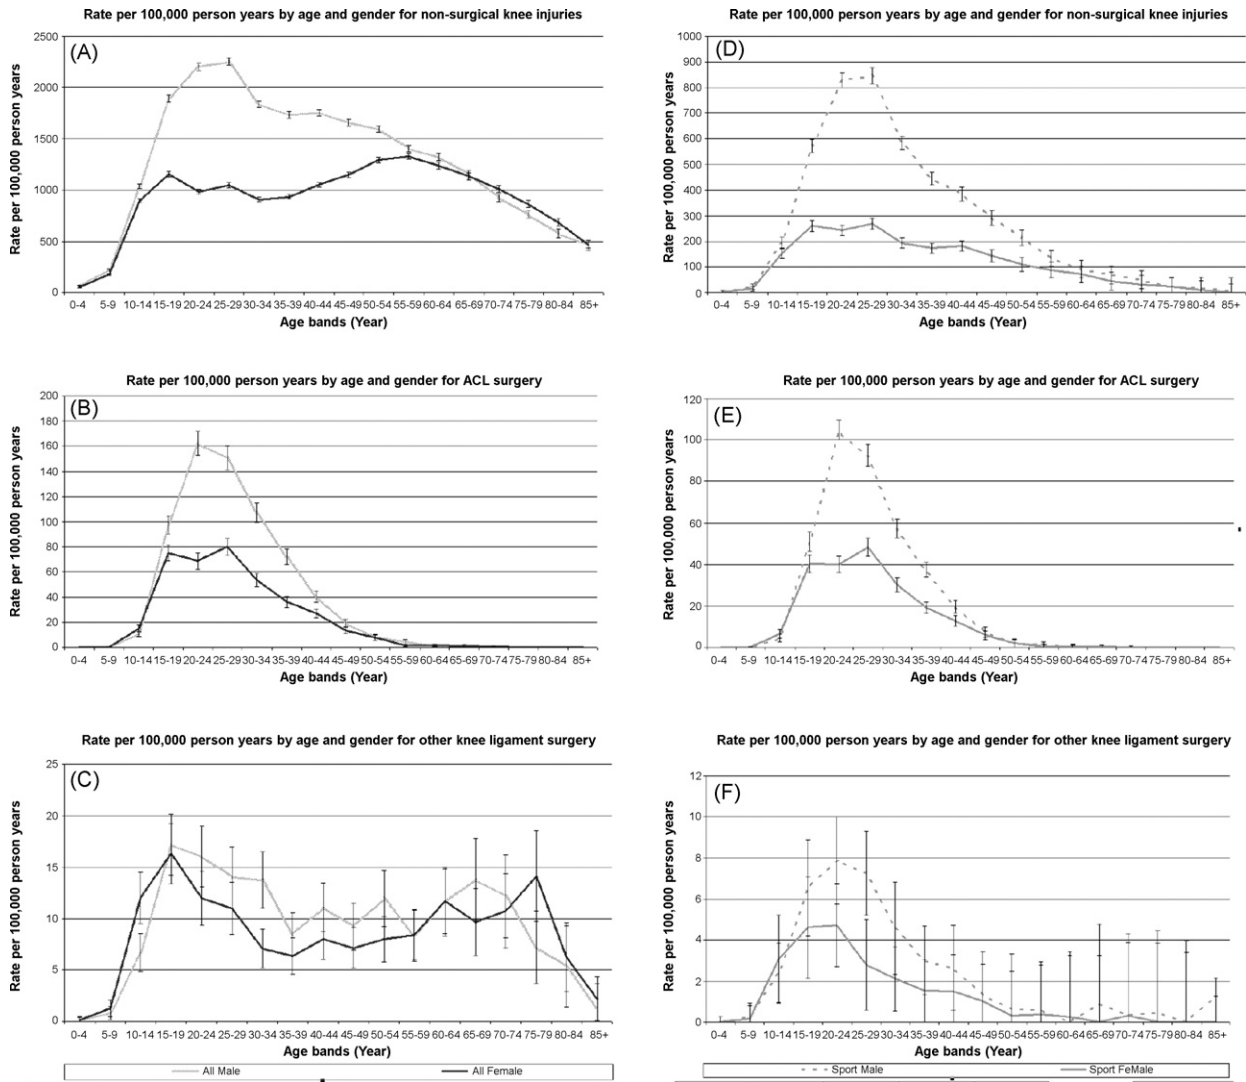 Rate per 100,000 person years by age and gender for non-surgical knee injuries
(A)
Rate per 100,000 person years
2500
2000
1500
1000
500
0
0-4 5-9 10-14 15-19 20-24 25-29 30-34 35-39 40-44 45-49 50-54 55-59 60-64 65-69 70-74 75-79 80-84 85+
Age bands (Year)
Rate per 100,000 person years by age and gender for non-surgical knee injuries
(D)
Rate per 100,000 person years
1000
900
800
700
600
500
400
300
200
100
0
0-4 5-9 10-14 15-19 20-24 25-29 30-34 35-39 40-44 45-49 50-54 55-59 60-64 65-69 70-74 75-79 80-84 85+
Age bands (Year)
Rate per 100,000 person years by age and gender for ACL surgery
(B)
Rate per 100,000 person years
200
180
160
140
120
100
80
60
40
20
0
0-4 5-9 10-14 15-19 20-24 25-29 30-34 35-39 40-44 45-49 50-54 55-59 60-64 65-69 70-74 75-79 80-84 85+
Age bands (Year)
Rate per 100,000 person years by age and gender for ACL surgery
(E)
Rate per 100,000 person years
120
100
80
60
40
20
0
0-4 5-9 10-14 15-19 20-24 25-29 30-34 35-39 40-44 45-49 50-54 55-59 60-64 65-69 70-74 75-79 80-84 85+
Age bands (Year)
Rate per 100,000 person years by age and gender for other knee ligament surgery
(C)
Rate per 100,000 person years
25
20
15
10
5
0
0-4 5-9 10-14 15-19 20-24 25-29 30-34 35-39 40-44 45-49 50-54 55-59 60-64 65-69 70-74 75-79 80-84 85+
Age bands (Year)
All Male All Female
Rate per 100,000 person years by age and gender for other knee ligament surgery
(F)
Rate per 100,000 person years
12
10
8
6
4
2
0
0-4 5-9 10-14 15-19 20-24 25-29 30-34 35-39 40-44 45-49 50-54 55-59 60-64 65-69 70-74 75-79 80-84 85+
Age bands (Year)
Sport Male Sport FeMale